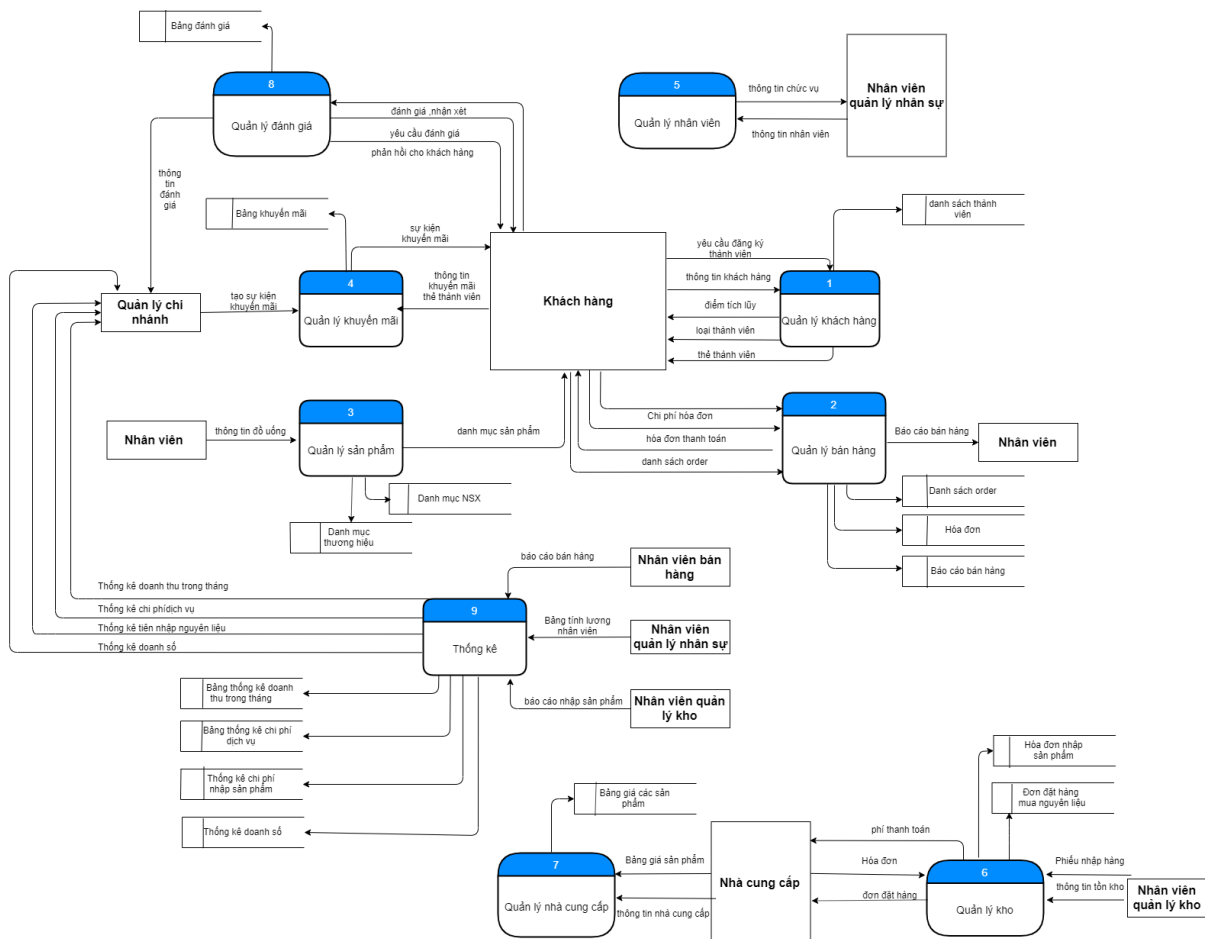 Bảng đánh giá
8
Quản lý đánh giá
đánh giá ,nhận xét
yêu cầu đánh giá
phản hồi cho khách hàng
thông
tin
đánh
giá
5
Quản lý nhân viên
thông tin chức vụ
thông tin nhân viên
Nhân viên
quản lý nhân sự
Bảng khuyến mãi
sự kiện
khuyến mãi
4
Quản lý khuyến mãi
thông tin
khuyến mãi
thẻ thành viên
tạo sự kiện
khuyến mãi
Quản lý chi
nhánh
Khách hàng
danh sách thành
viên
yêu cầu đăng ký
thành viên
thông tin khách hàng
điểm tích lũy
loại thành viên
thẻ thành viên
1
Quản lý khách hàng
Nhân viên
thông tin đồ uống
3
Quản lý sản phẩm
danh mục sản phẩm
Danh mục NSX
Danh mục
thương hiệu
Chi phí hóa đơn
hóa đơn thanh toán
danh sách order
2
Quản lý bán hàng
Báo cáo bán hàng
Nhân viên
Danh sách order
Hóa đơn
Báo cáo bán hàng
báo cáo bán hàng
Nhân viên bán
hàng
Thống kê doanh thu trong tháng
Thống kê chi phídịch vụ
Thống kê tiền nhập nguyên liệu
Thống kê doanh số
9
Thống kê
Bảng tính lương
nhân viên
Nhân viên
quản lý nhân sự
báo cáo nhập sản phẩm
Nhân viên quản
lý kho
Bảng thống kê doanh
thu trong tháng
Bảng thống kê chi phí
dịch vụ
Thống kê chi phí
nhập sản phẩm
Thống kê doanh số
Bảng giá các sản
phẩm
7
Quản lý nhà cung cấp
Bảng giá sản phẩm
thông tin nhà cung cấp
Nhà cung cấp
phí thanh toán
Hóa đơn
đơn đặt hàng
Hóa đơn nhập
sản phẩm
Đơn đặt hàng
mua nguyên liệu
6
Quản lý kho
Phiếu nhập hàng
thông tin tồn kho
Nhân viên
quản lý kho